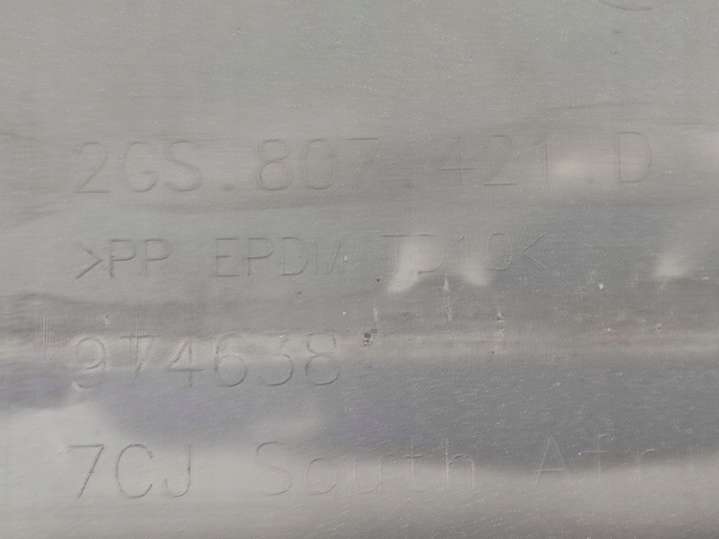 2GS.807.421.D
>PP EPDM TD10<
974638
7CJ South Afr